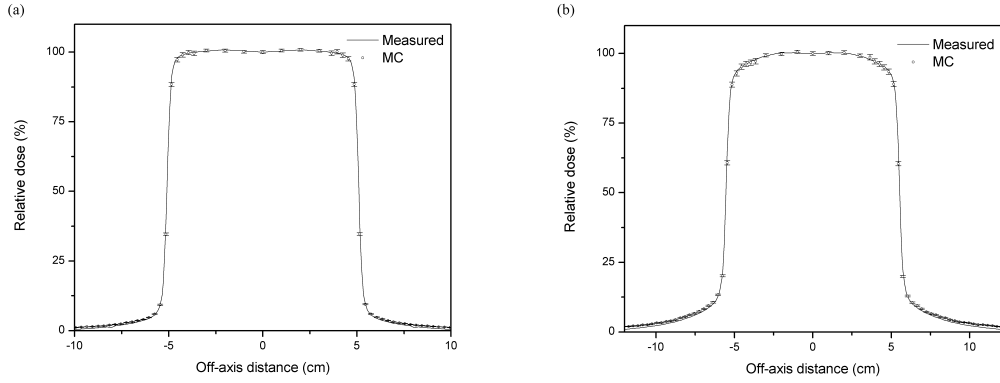 (a)
Measured
MC
100
75
50
25
0
-10
-5
0
5
10
Relative dose (%)
Off-axis distance (cm)
(b)
Measured
MC
100
75
50
25
0
-10
-5
0
5
10
Relative dose (%)
Off-axis distance (cm)